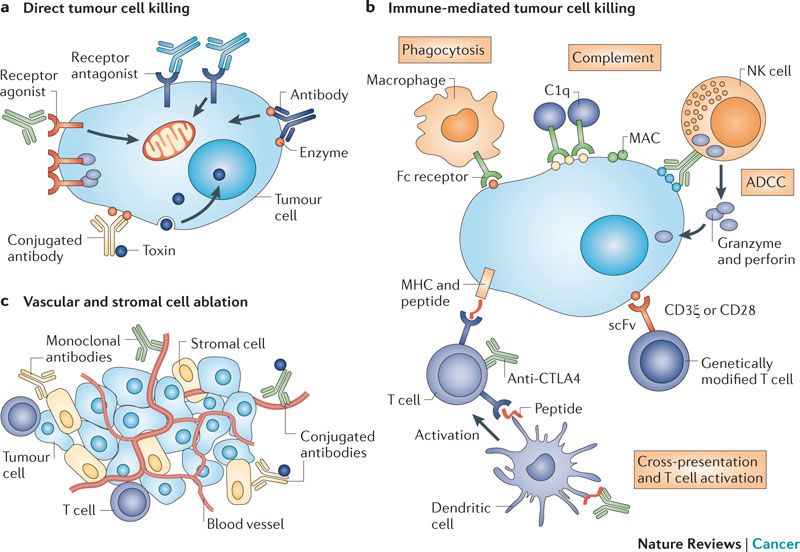 a Direct tumour cell killing
Receptor
antagonist
Receptor
agonist
Antibody
Enzyme
Tumour
cell
Conjugated
antibody
Toxin
b Immune-mediated tumour cell killing
Phagocytosis
Macrophage
Complement
C1q
NK cell
MAC
Fc receptor
ADCC
Granzyme
and perforin
MHC and
peptide
scFv
CD3ξ or CD28
Genetically
modified T cell
T cell
Anti-CTLA4
Peptide
Activation
Dendritic
cell
Cross-presentation
and T cell activation
c Vascular and stromal cell ablation
Monoclonal
antibodies
Stromal cell
Conjugated
antibodies
Tumour
cell
T cell
Blood vessel
Nature Reviews | Cancer